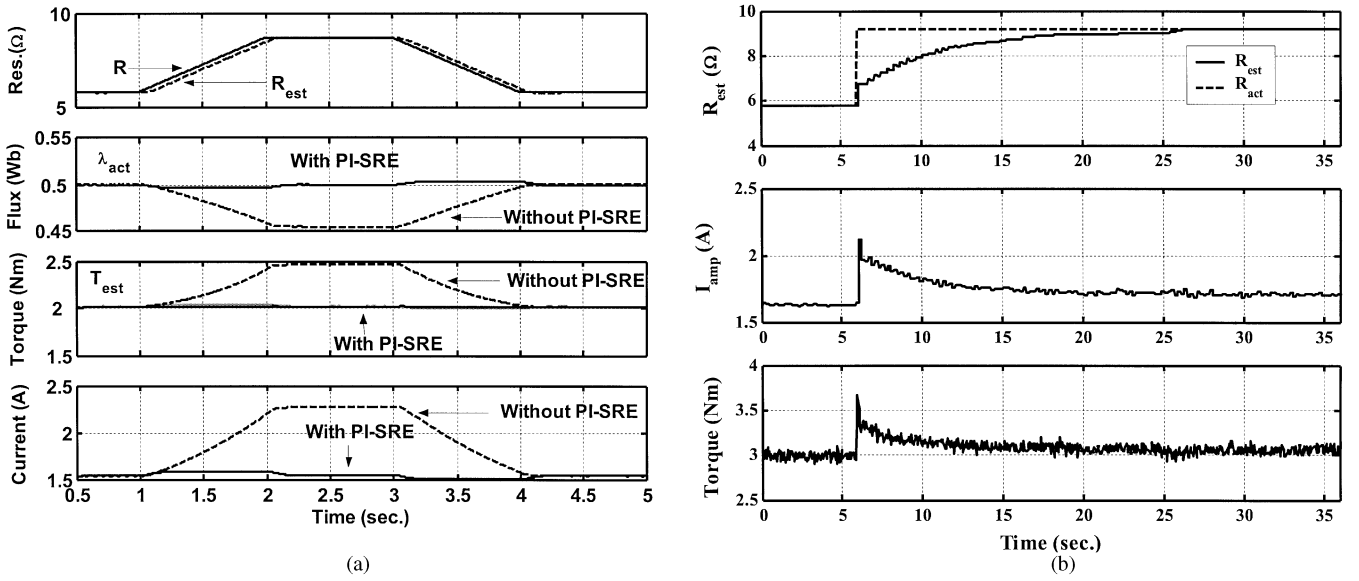 Res.(Ω)
10
5
R
R_est
Flux (Wb)
0.55
0.5
0.45
λ_act
With PI-SRE
Without PI-SRE
Torque (Nm)
2.5
2
1.5
T_est
Without PI-SRE
With PI-SRE
Current (A)
2.5
2
1.5
Without PI-SRE
With PI-SRE
0.5 1 1.5 2 2.5 3 3.5 4 4.5 5
Time (sec.)
(a)
R_est (Ω)
10
8
6
4
R_est
R_act
0 5 10 15 20 25 30 35
I_amp (A)
2.5
2
1.5
0 5 10 15 20 25 30 35
Torque (Nm)
4
3.5
3
2.5
0 5 10 15 20 25 30 35
Time (sec.)
(b)